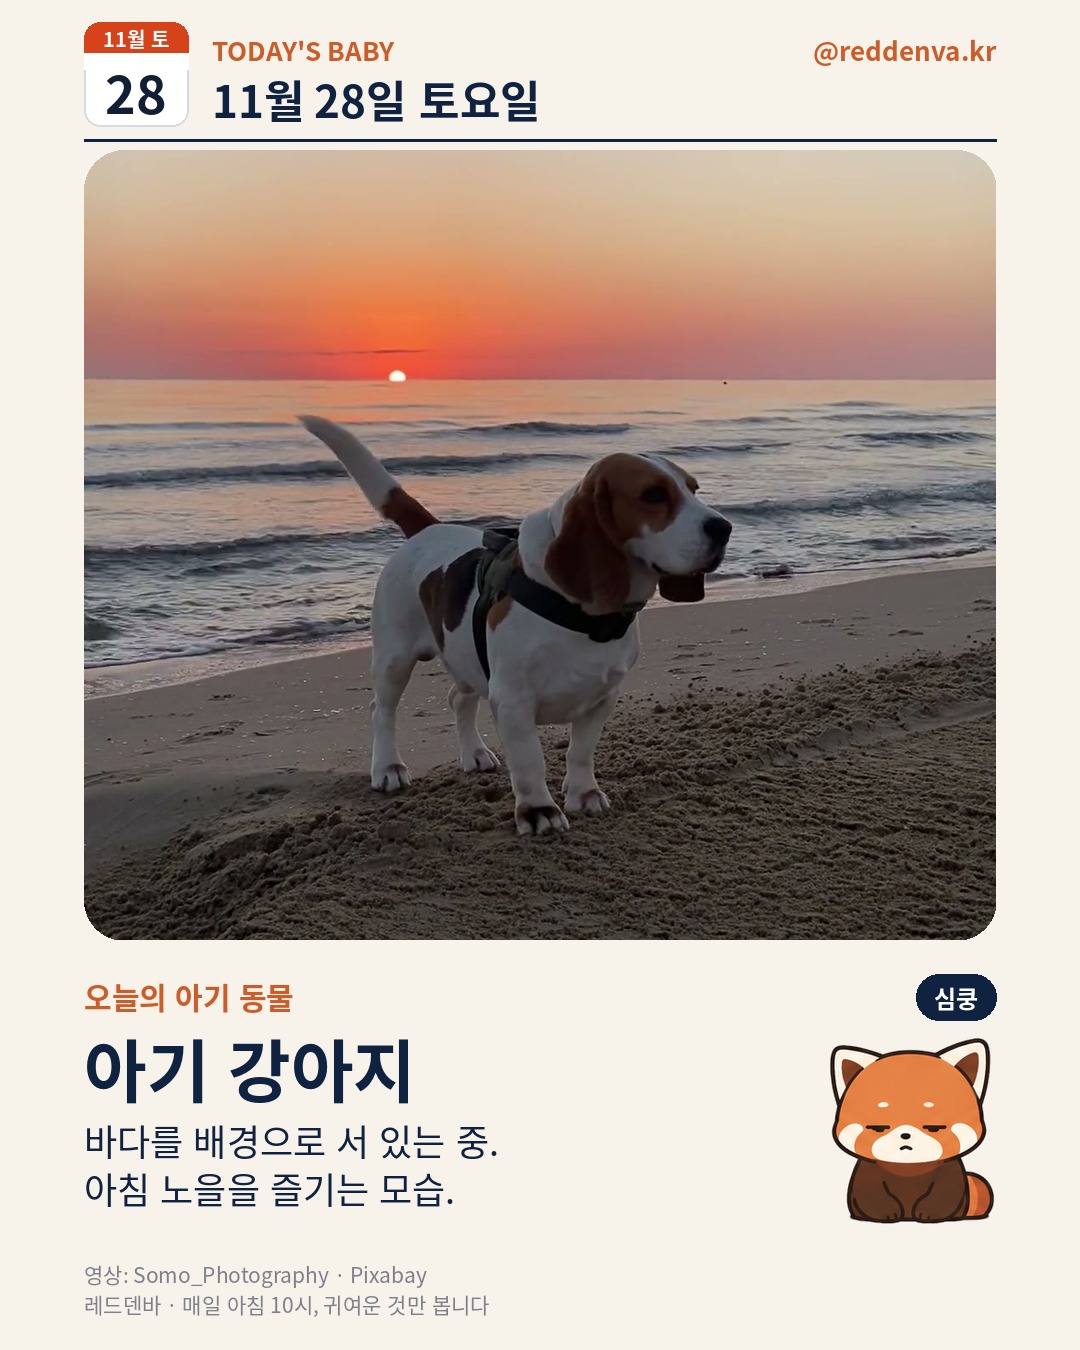 11월 토
28
TODAY'S BABY
11월 28일 토요일
@reddenva.kr
오늘의 아기 동물
심쿵
아기 강아지
바다를 배경으로 서 있는 중.
아침 노을을 즐기는 모습.
영상: Somo_Photography · Pixabay
레드덴바 · 매일 아침 10시, 귀여운 것만 봅니다